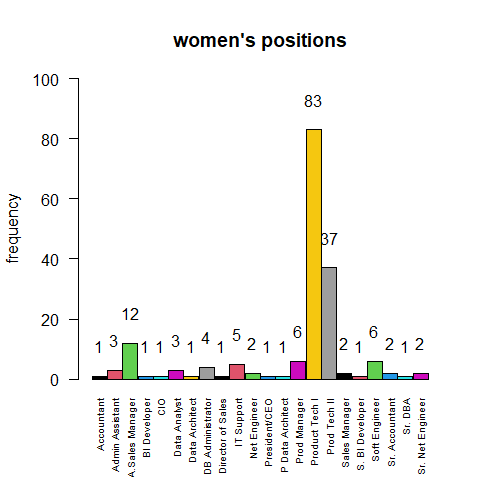 women's positions
frequency
100
80
60
40
20
0
1
3
12
1
1
3
1
4
1
5
2
1
1
6
83
37
2
1
6
2
1
2
Accountant
Admin Assistant
A.Sales Manager
BI Developer
CIO
Data Analyst
Data Architect
DB Administrator
Director of Sales
IT Support
Net Engineer
President/CEO
P Data Architect
Prod Manager
Product Tech I
Prod Tech II
Sales Manager
S. BI Developer
Soft Engineer
Sr. Accountant
Sr. DBA
Sr. Net Engineer